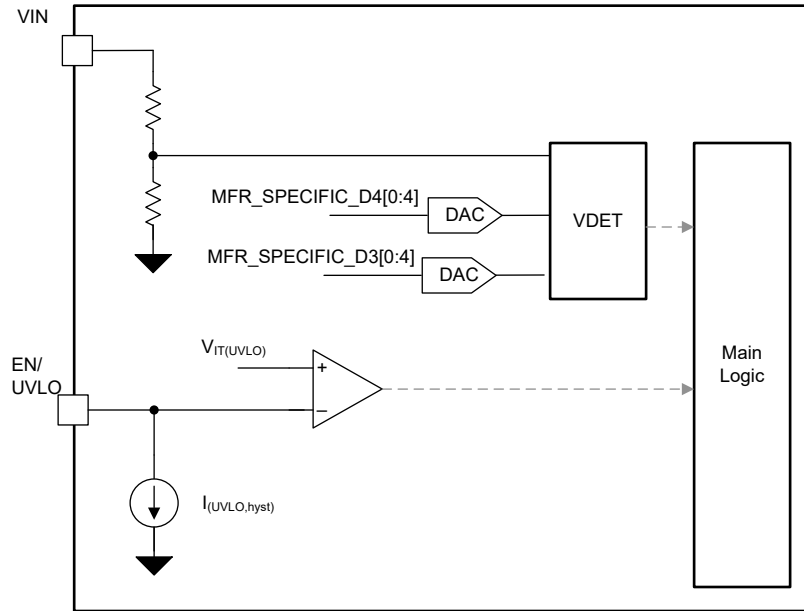 VIN
MFR_SPECIFIC_D4[0:4]
DAC
VDET
MFR_SPECIFIC_D3[0:4]
DAC
V_IT(UVLO)
+
Main
Logic
EN/
UVLO
−
I_(UVLO,hyst)